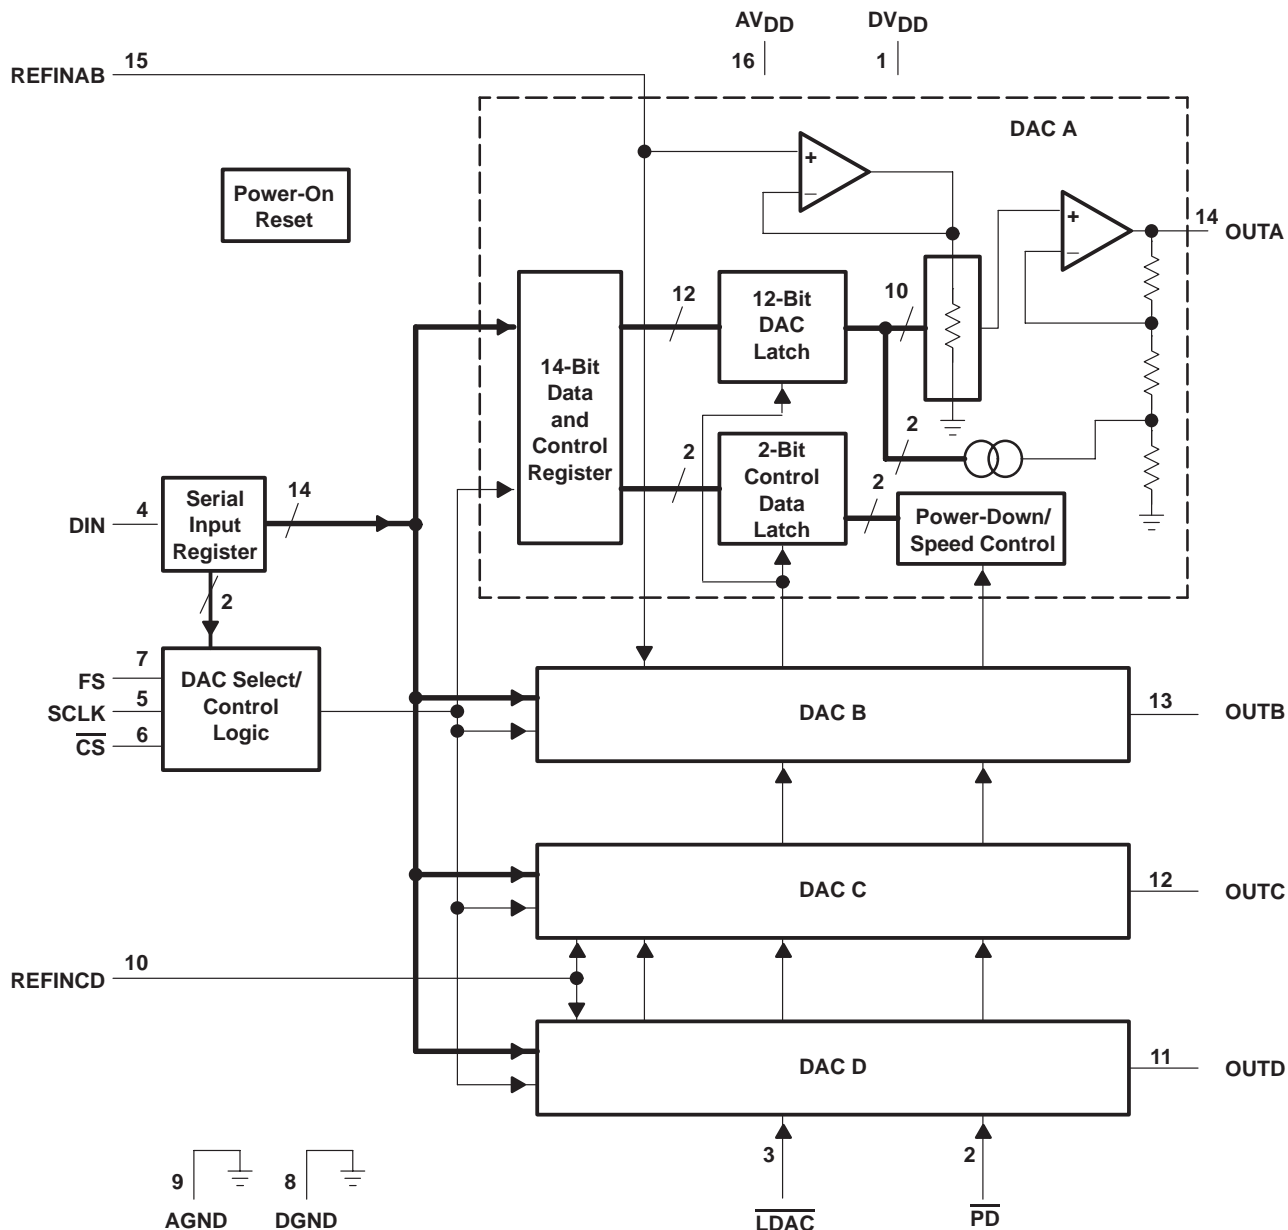 AVDD
DVDD
16
1
REFINAB
15
DAC A
+
–
Power-On
Reset
+
–
14
OUTA
12
12-Bit
DAC
Latch
10
14-Bit
Data
and
Control
Register
2
2-Bit
Control
Data
Latch
2
2
Power-Down/
Speed Control
DIN
4
Serial
Input
Register
14
2
FS
7
SCLK
5
CS
6
DAC Select/
Control
Logic
DAC B
13
OUTB
DAC C
12
OUTC
REFINCD
10
DAC D
11
OUTD
9
AGND
8
DGND
3
LDAC
2
PD